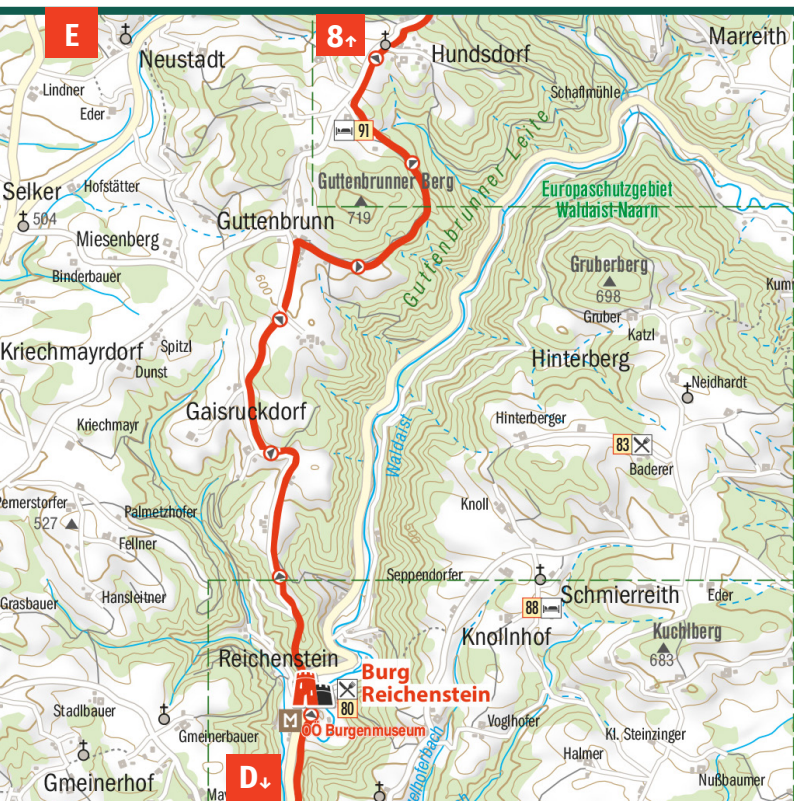 E
8↑
Neustadt
Hundsdorf
Marreith
Lindner
Eder
Schaflmühle
91
Selker
Hofstätter
504
Guttenbrunner Berg
719
Guttenbrunner Leite
Europaschutzgebiet
Waldaist-Naarn
Guttenbrunn
Miesenberg
Binderbauer
600
Gruberberg
698
Gruber
Katzl
Kriechmayrdorf
Spitzl
Dunst
Hinterberg
Neidhardt
Gaisruckdorf
Kriechmayr
Waldaist
Hinterberger
83
Baderer
Knoll
527
Palmetzhofer
Fellner
500
Seppendorfer
Grasbauer
Hansleitner
88
Schmierreith
Eder
Knollnhof
Kuchlberg
683
Reichenstein
Burg
Reichenstein
80
M
OÖ Burgenmuseum
Stadlbauer
Gmeinerbauer
Voglhofer
Kl. Steinzinger
Halmer
Gmeinerhof
D↓
Nußbaumer